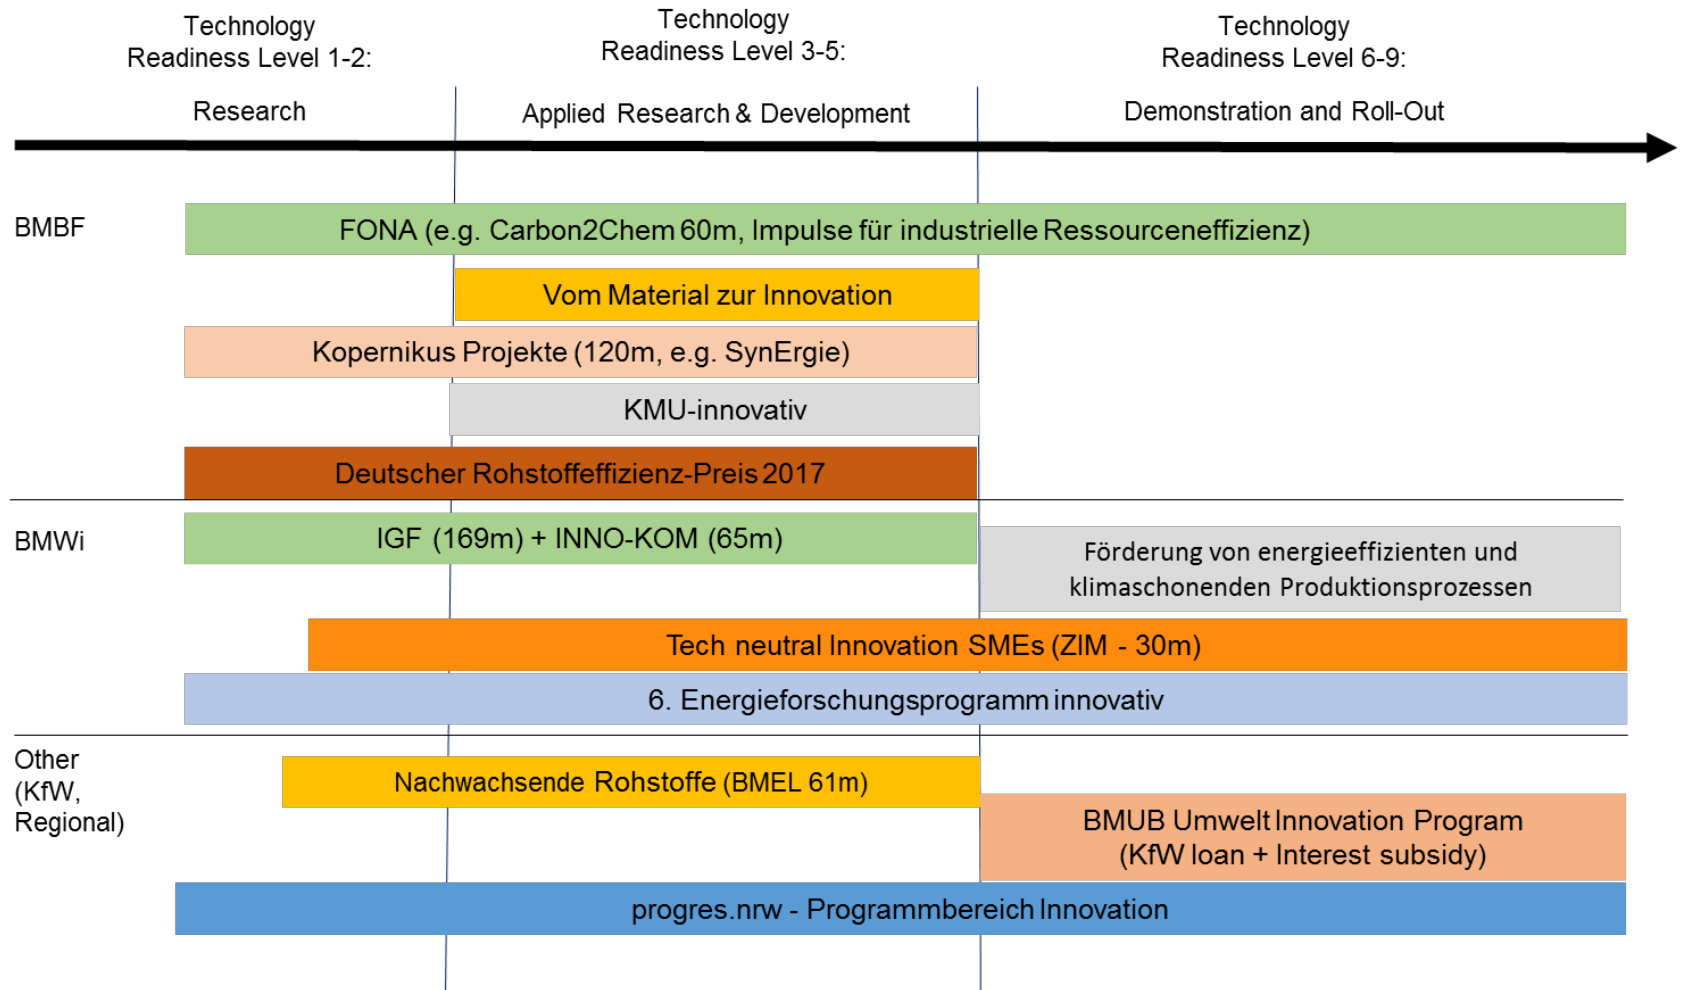 Technology
Readiness Level 1-2:
Research
Technology
Readiness Level 3-5:
Applied Research & Development
Technology
Readiness Level 6-9:
Demonstration and Roll-Out
BMBF
FONA (e.g. Carbon2Chem 60m, Impulse für industrielle Ressourceneffizienz)
Vom Material zur Innovation
Kopernikus Projekte (120m, e.g. SynErgie)
KMU-innovativ
Deutscher Rohstoffeffizienz-Preis 2017
BMWi
IGF (169m) + INNO-KOM (65m)
Förderung von energieeffizienten und
klimaschonenden Produktionsprozessen
Tech neutral Innovation SMEs (ZIM - 30m)
6. Energieforschungsprogramm innovativ
Other
(KfW,
Regional)
Nachwachsende Rohstoffe (BMEL 61m)
BMUB Umwelt Innovation Program
(KfW loan + Interest subsidy)
progres.nrw - Programmbereich Innovation